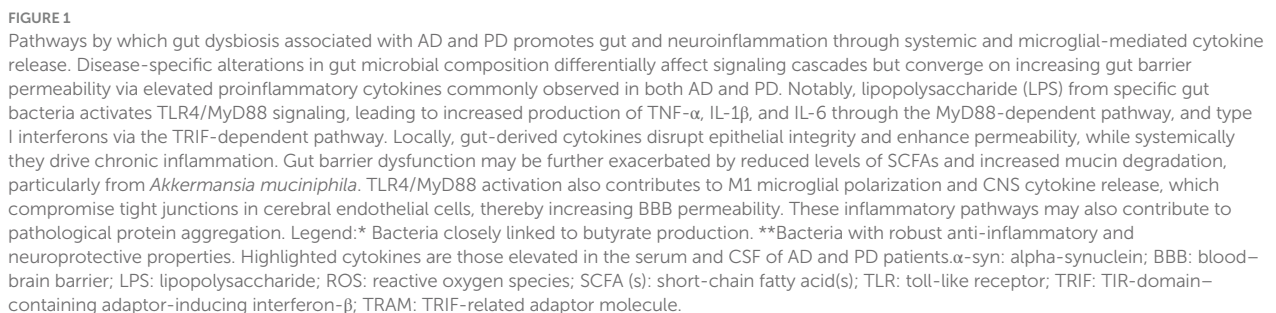 FIGURE 1
Pathways by which gut dysbiosis associated with AD and PD promotes gut and neuroinflammation through systemic and microglial-mediated cytokine
release. Disease-specific alterations in gut microbial composition differentially affect signaling cascades but converge on increasing gut barrier
permeability via elevated proinflammatory cytokines commonly observed in both AD and PD. Notably, lipopolysaccharide (LPS) from specific gut
bacteria activates TLR4/MyD88 signaling, leading to increased production of TNF-α, IL-1β, and IL-6 through the MyD88-dependent pathway, and type
I interferons via the TRIF-dependent pathway. Locally, gut-derived cytokines disrupt epithelial integrity and enhance permeability, while systemically
they drive chronic inflammation. Gut barrier dysfunction may be further exacerbated by reduced levels of SCFAs and increased mucin degradation,
particularly from Akkermansia muciniphila. TLR4/MyD88 activation also contributes to M1 microglial polarization and CNS cytokine release, which
compromise tight junctions in cerebral endothelial cells, thereby increasing BBB permeability. These inflammatory pathways may also contribute to
pathological protein aggregation. Legend:* Bacteria closely linked to butyrate production. **Bacteria with robust anti-inflammatory and
neuroprotective properties. Highlighted cytokines are those elevated in the serum and CSF of AD and PD patients.α-syn: alpha-synuclein; BBB: blood–
brain barrier; LPS: lipopolysaccharide; ROS: reactive oxygen species; SCFA (s): short-chain fatty acid(s); TLR: toll-like receptor; TRIF: TIR-domain–
containing adaptor-inducing interferon-β; TRAM: TRIF-related adaptor molecule.